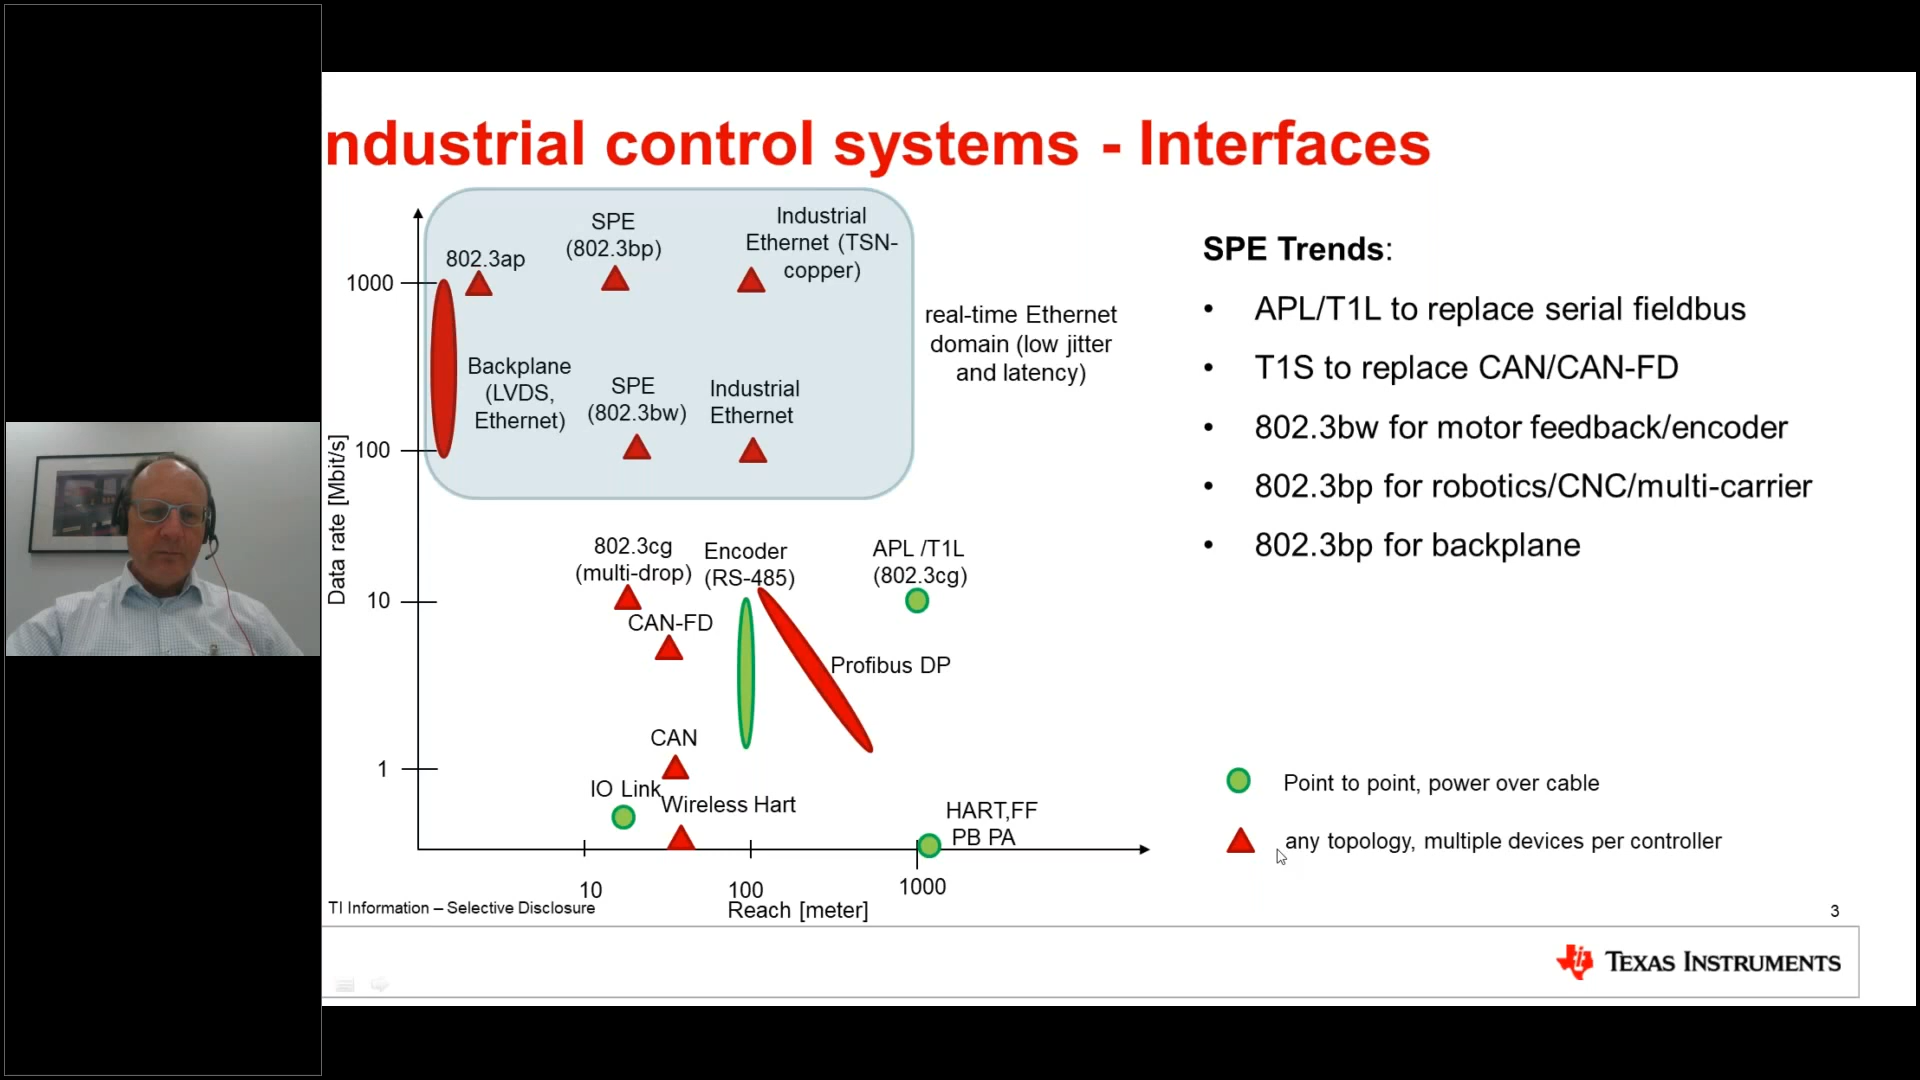 ndustrial control systems - Interfaces
802.3ap
SPE
(802.3bp)
Industrial
Ethernet (TSN-
copper)
1000
Backplane
(LVDS,
Ethernet)
SPE
(802.3bw)
Industrial
Ethernet
real-time Ethernet
domain (low jitter
and latency)
100
Data rate [Mbit/s]
802.3cg
(multi-drop)
Encoder
(RS-485)
APL /T1L
(802.3cg)
10
CAN-FD
Profibus DP
CAN
1
IO Link
Wireless Hart
HART,FF
PB PA
10
100
1000
Reach [meter]
SPE Trends:
• APL/T1L to replace serial fieldbus
• T1S to replace CAN/CAN-FD
• 802.3bw for motor feedback/encoder
• 802.3bp for robotics/CNC/multi-carrier
• 802.3bp for backplane
Point to point, power over cable
any topology, multiple devices per controller
TI Information – Selective Disclosure
3
TEXAS INSTRUMENTS